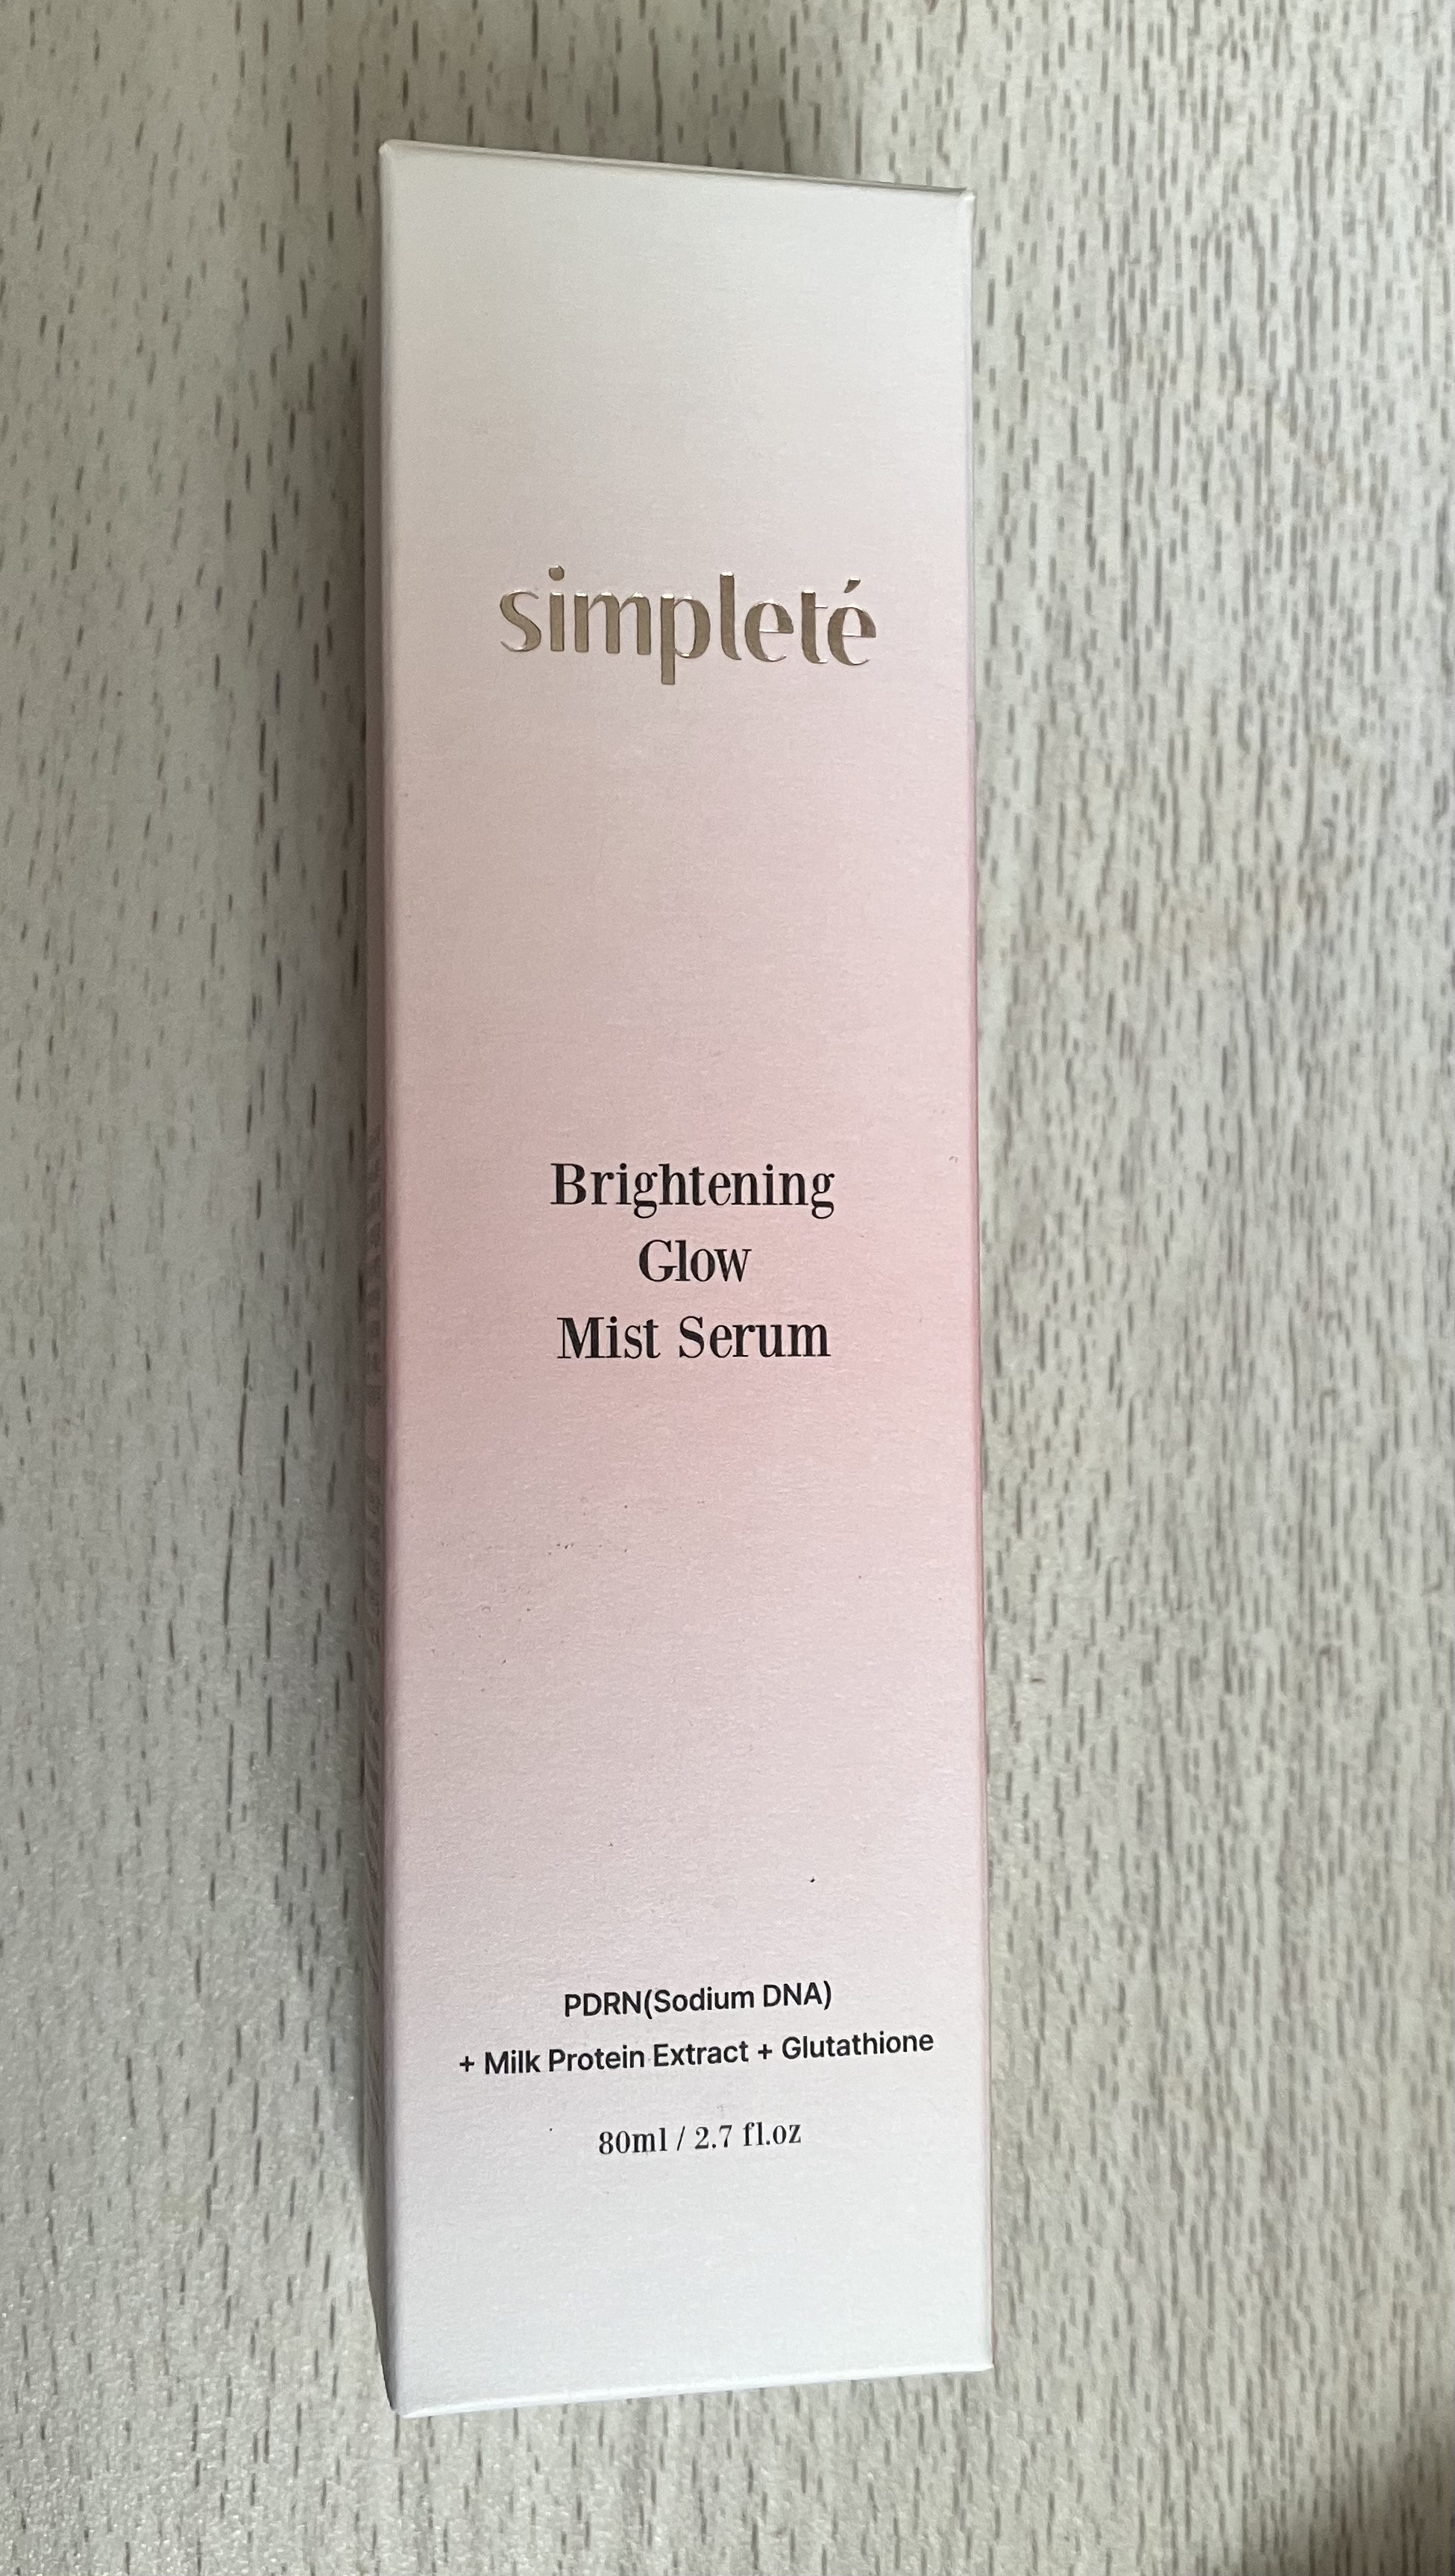 simpleté
Brightening
Glow
Mist Serum
PDRN(Sodium DNA)
+ Milk Protein Extract + Glutathione
80ml / 2.7 fl.oz